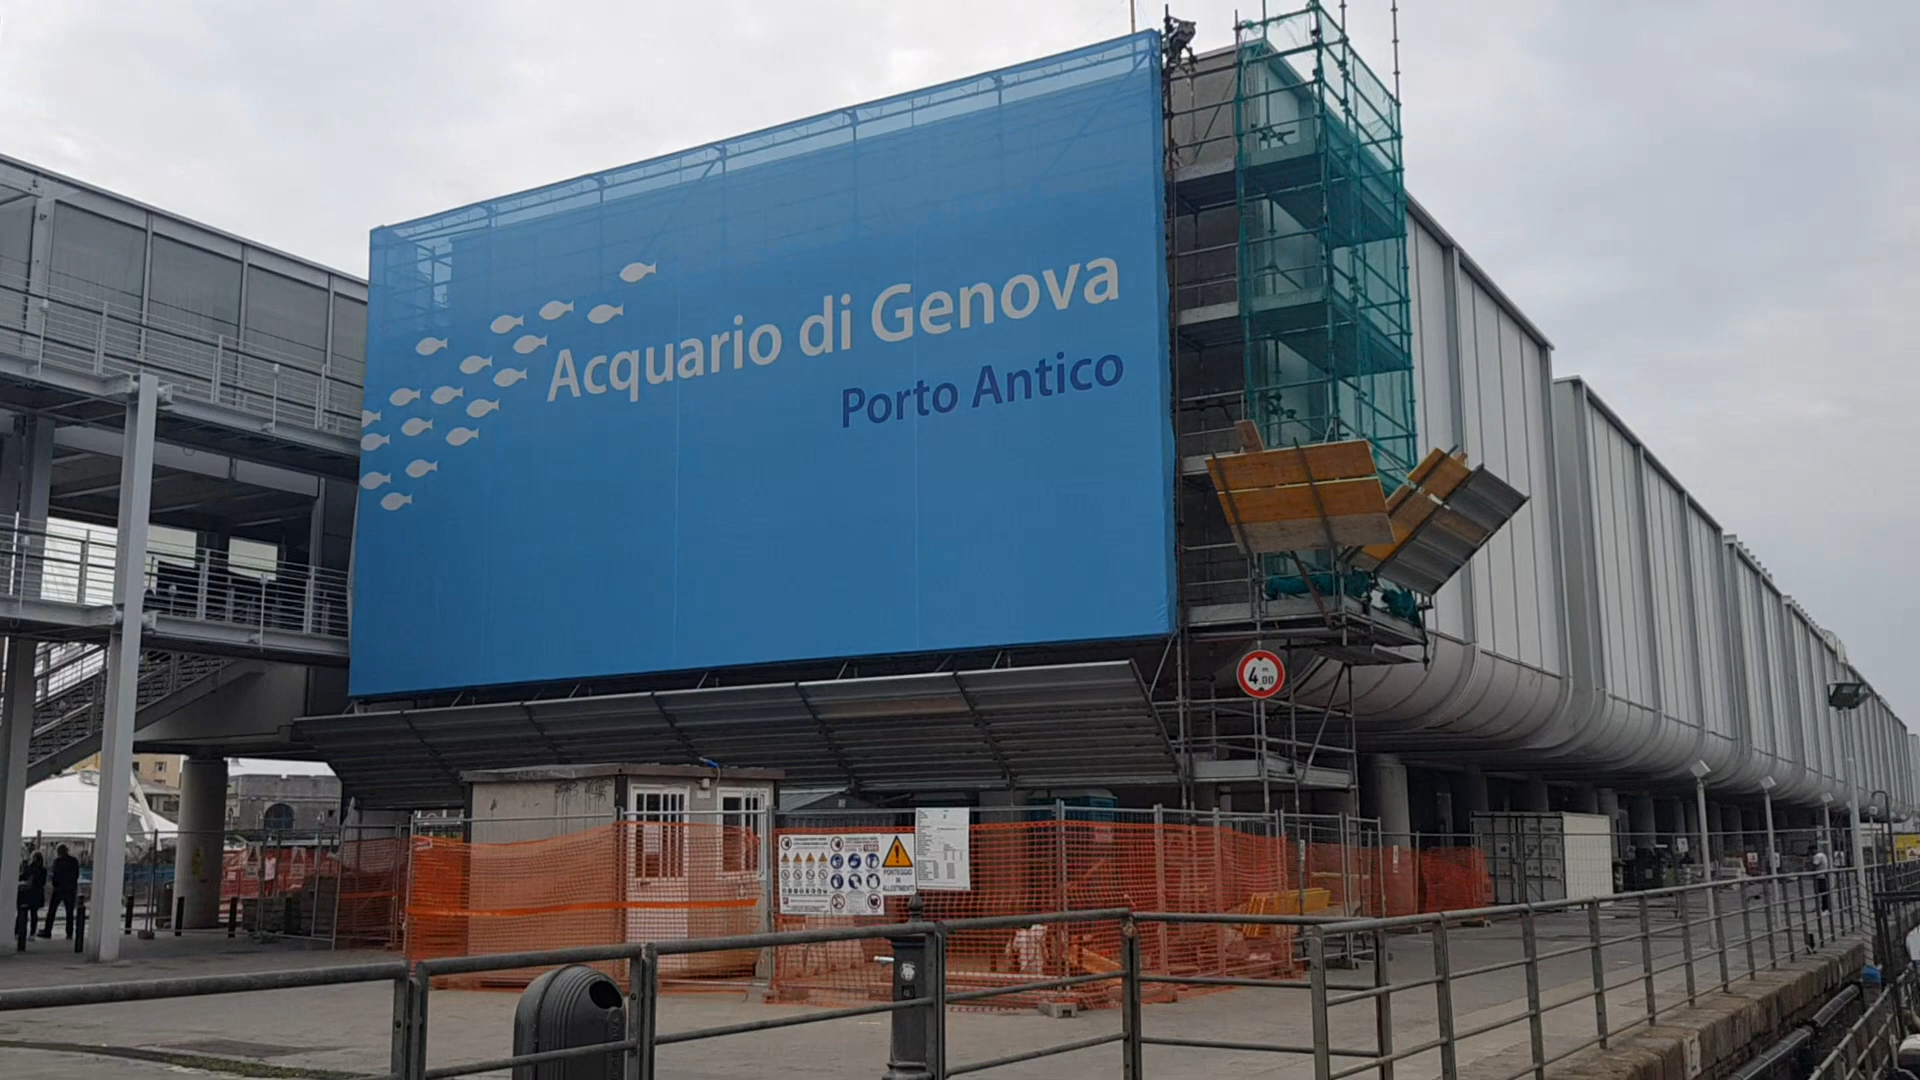 Acquario di Genova
Porto Antico
4,00
m
PONTEGGIO
IN
ALLESTIMENTO